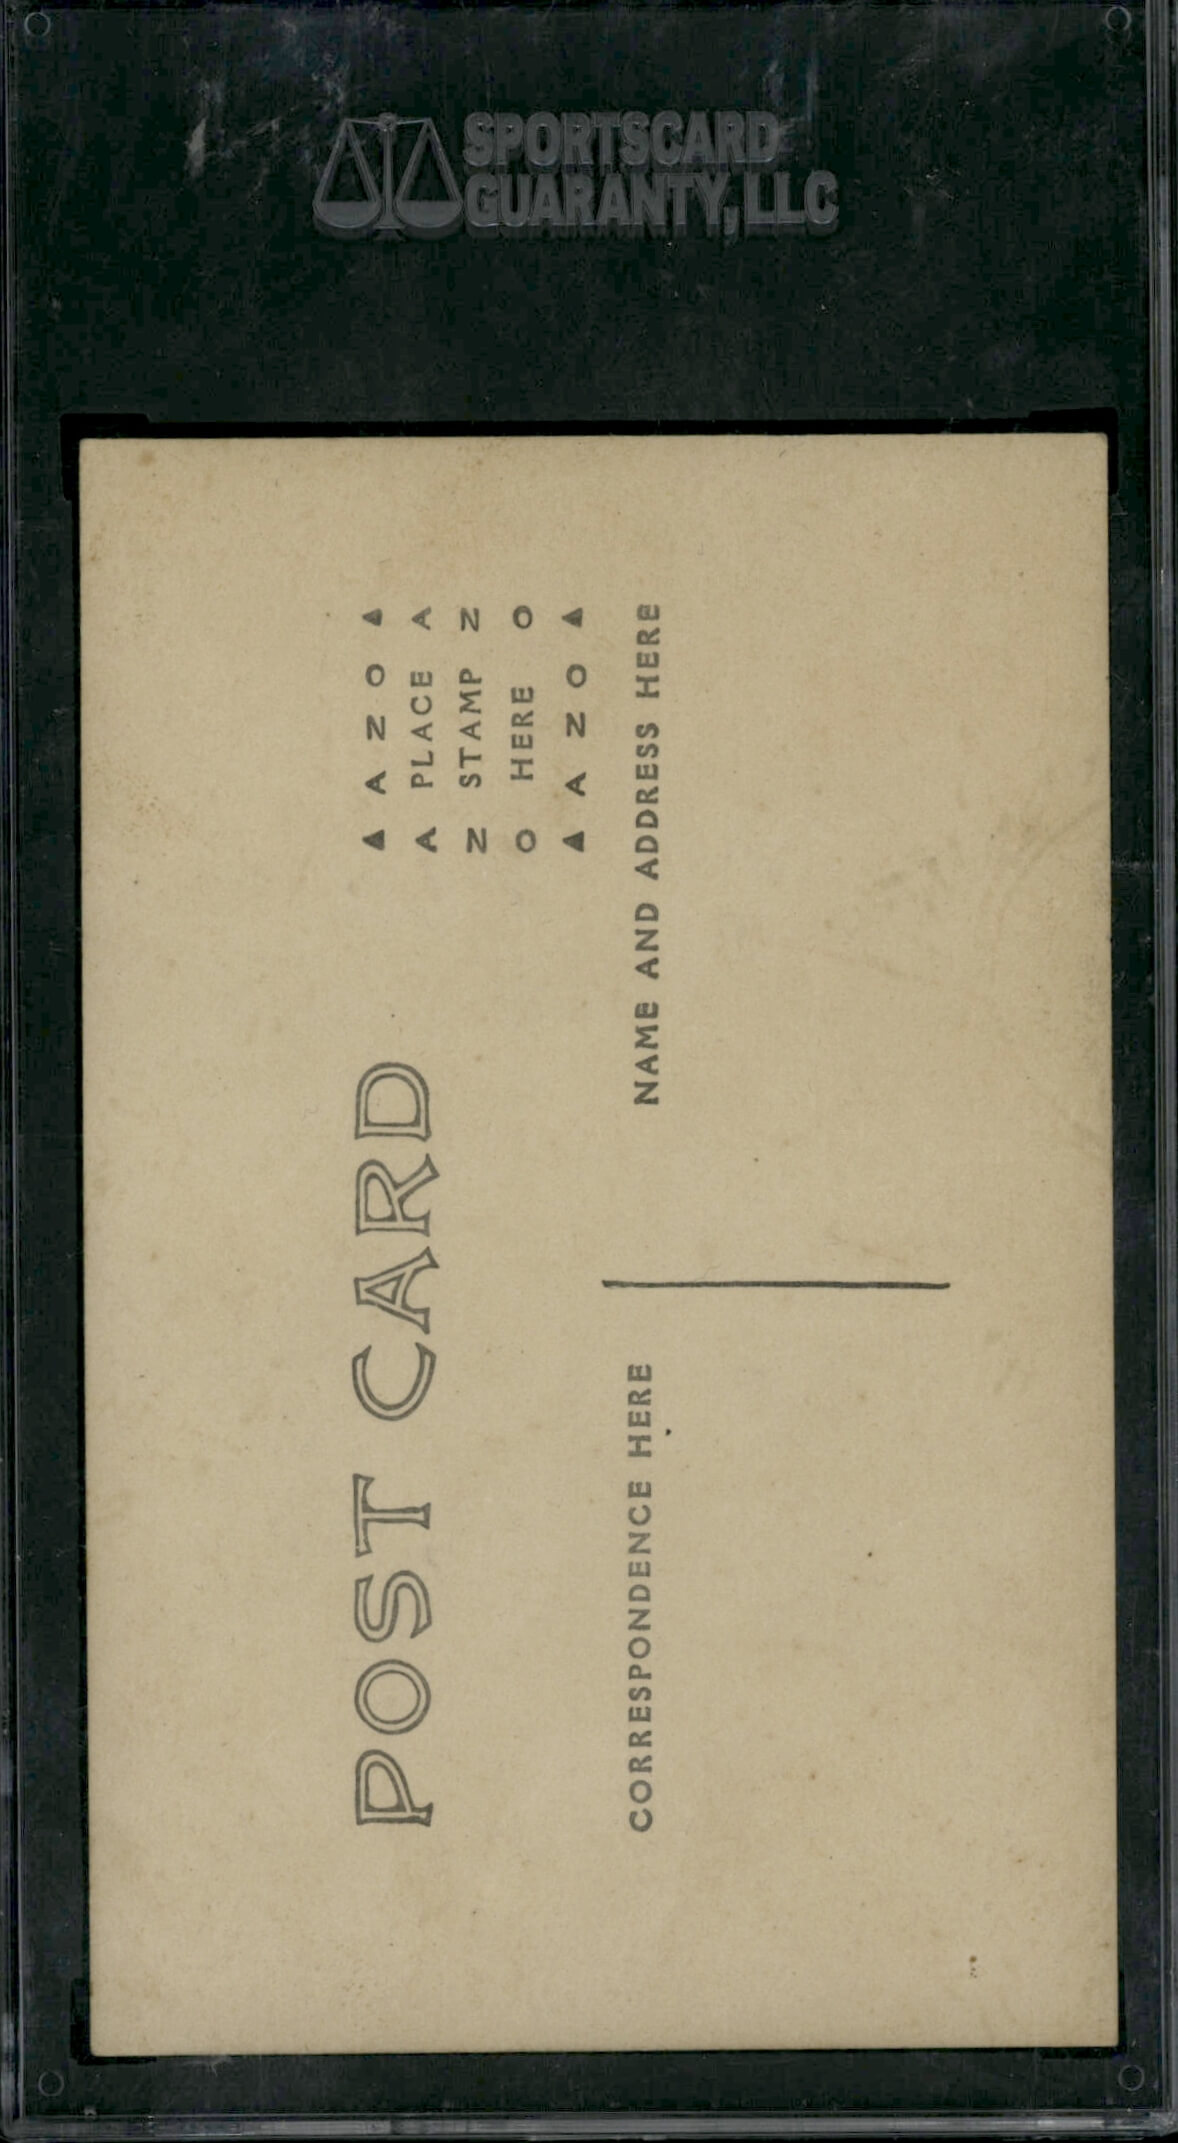 SPORTSCARD
GUARANTY, LLC
POST CARD
▲ A Z O ▲
A PLACE A
Z STAMP Z
O HERE O
▲ A Z O ▲
CORRESPONDENCE HERE
NAME AND ADDRESS HERE